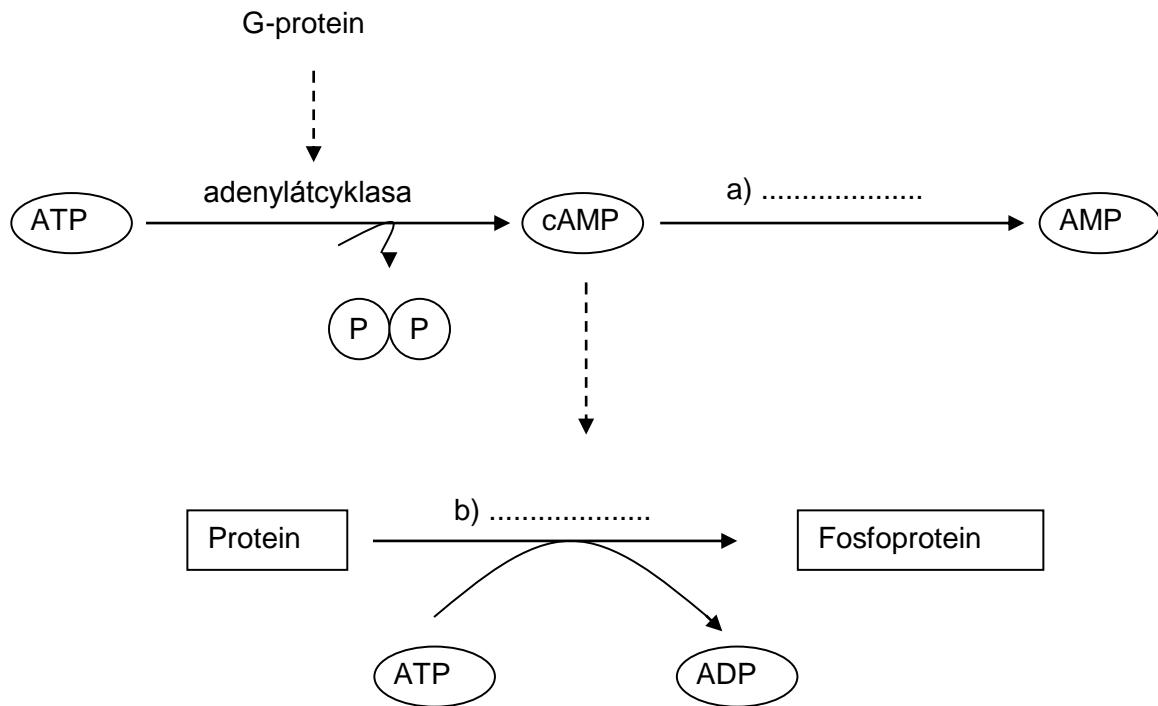 G-protein
adenylátcyklasa
a) ....................
ATP
cAMP
AMP
P P
b) ....................
Protein
Fosfoprotein
ATP
ADP